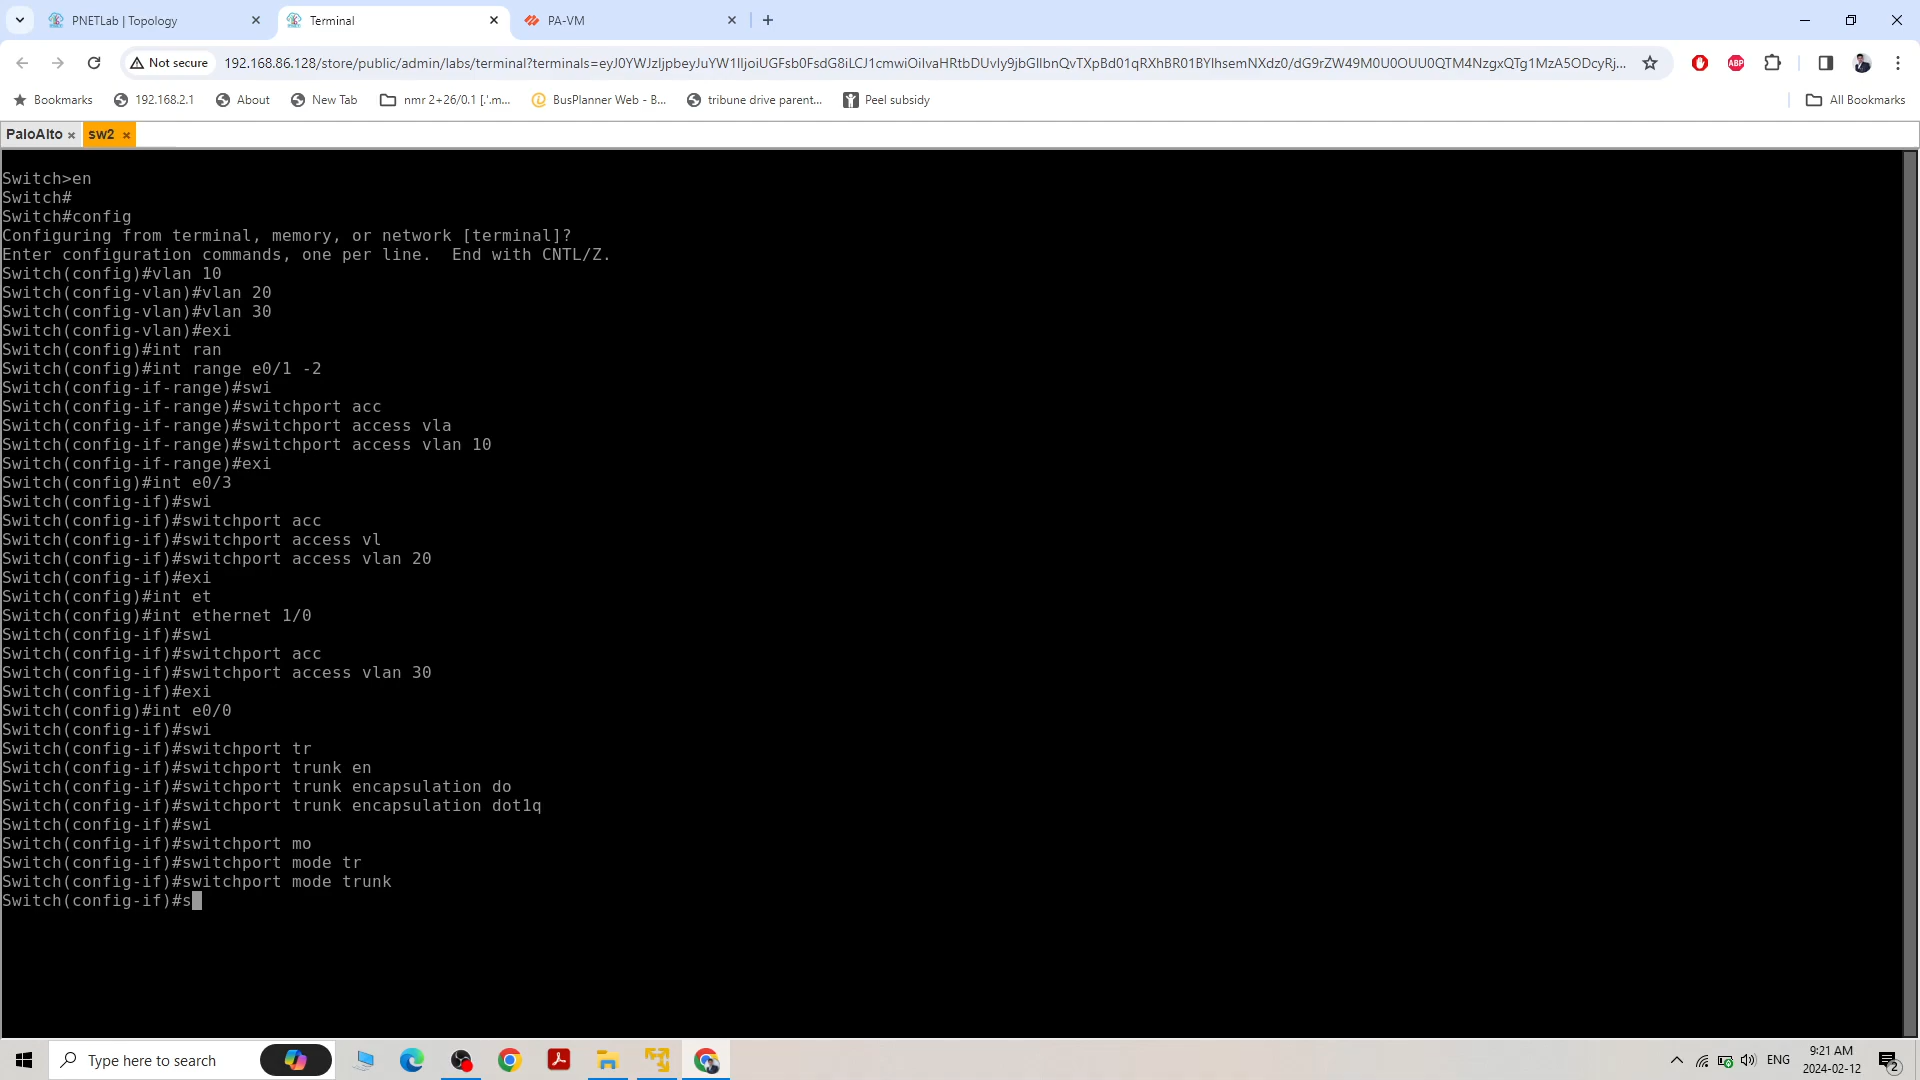 PNETLab | Topology
Terminal
PA-VM
Not secure
192.168.86.128/store/public/admin/labs/terminal?terminals=
Bookmarks
192.168.2.1
About
New Tab
nmr 2+26/0.1 [.'.m...
BusPlanner Web - B...
tribune drive parent...
Peel subsidy
All Bookmarks
PaloAlto ×
sw2 ×
Switch>en
Switch#
Switch#config
Configuring from terminal, memory, or network [terminal]?
Enter configuration commands, one per line.  End with CNTL/Z.
Switch(config)#vlan 10
Switch(config-vlan)#vlan 20
Switch(config-vlan)#vlan 30
Switch(config-vlan)#exi
Switch(config)#int ran
Switch(config)#int range e0/1 -2
Switch(config-if-range)#swi
Switch(config-if-range)#switchport acc
Switch(config-if-range)#switchport access vla
Switch(config-if-range)#switchport access vlan 10
Switch(config-if-range)#exi
Switch(config)#int e0/3
Switch(config-if)#swi
Switch(config-if)#switchport acc
Switch(config-if)#switchport access vl
Switch(config-if)#switchport access vlan 20
Switch(config-if)#exi
Switch(config)#int et
Switch(config)#int ethernet 1/0
Switch(config-if)#swi
Switch(config-if)#switchport acc
Switch(config-if)#switchport access vlan 30
Switch(config-if)#exi
Switch(config)#int e0/0
Switch(config-if)#swi
Switch(config-if)#switchport tr
Switch(config-if)#switchport trunk en
Switch(config-if)#switchport trunk encapsulation do
Switch(config-if)#switchport trunk encapsulation dot1q
Switch(config-if)#swi
Switch(config-if)#switchport mo
Switch(config-if)#switchport mode tr
Switch(config-if)#switchport mode trunk
Switch(config-if)#s
Type here to search
ENG
9:21 AM
2024-02-12
2
ABP